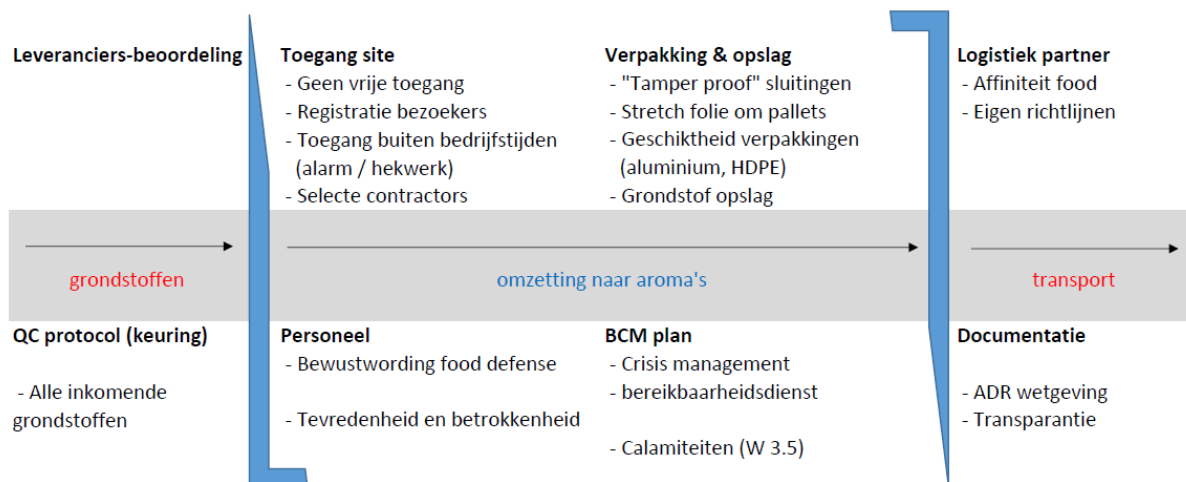 Leveranciers-beoordeling
Toegang site
- Geen vrije toegang
- Registratie bezoekers
- Toegang buiten bedrijfstijden
(alarm / hekwerk)
- Selecte contractors
Verpakking & opslag
- "Tamper proof" sluitingen
- Stretch folie om pallets
- Geschiktheid verpakkingen
(aluminium, HDPE)
- Grondstof opslag
Logistiek partner
- Affiniteit food
- Eigen richtlijnen
grondstoffen
omzetting naar aroma's
transport
QC protocol (keuring)
- Alle inkomende
grondstoffen
Personeel
- Bewustwording food defense
- Tevredenheid en betrokkenheid
BCM plan
- Crisis management
- bereikbaarheidsdienst
- Calamiteiten (W 3.5)
Documentatie
- ADR wetgeving
- Transparantie